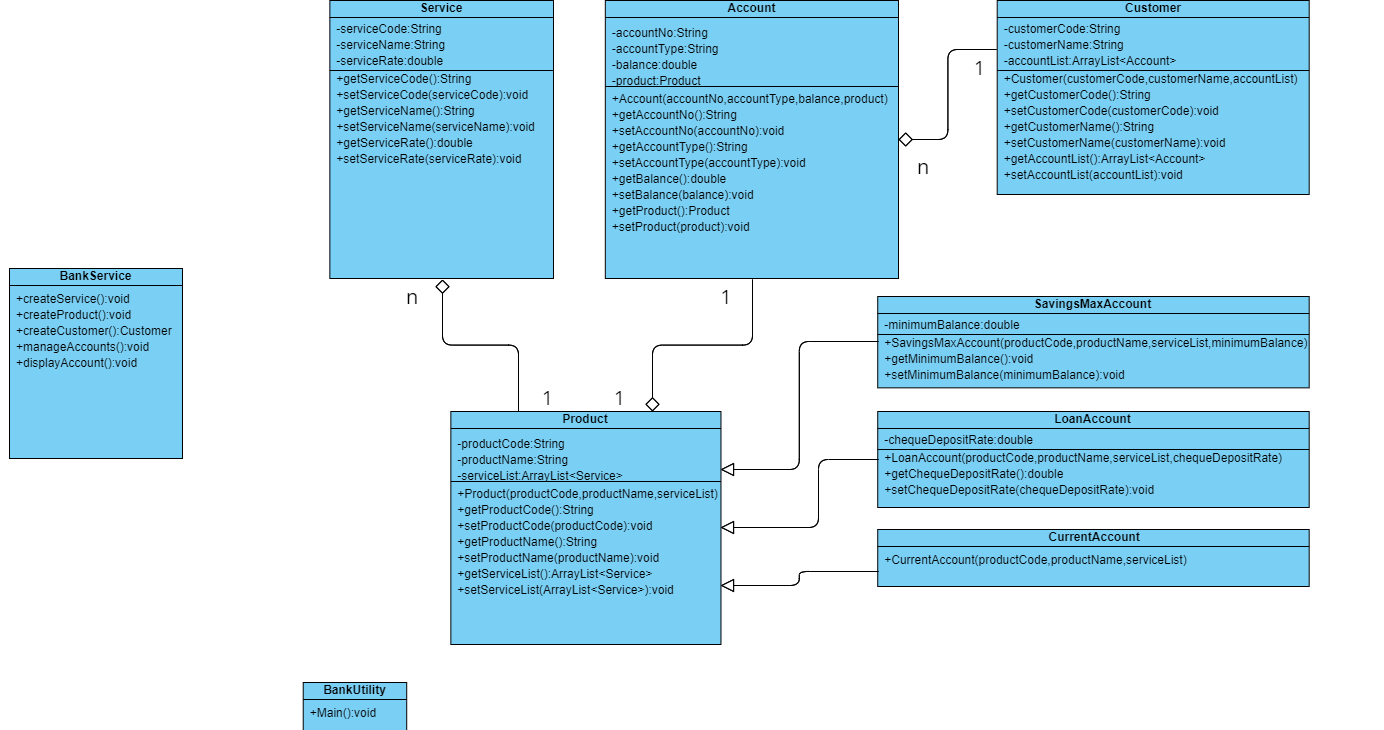 Service
-serviceCode:String
-serviceName:String
-serviceRate:double
+getServiceCode():String
+setServiceCode(serviceCode):void
+getServiceName():String
+setServiceName(serviceName):void
+getServiceRate():double
+setServiceRate(serviceRate):void
Account
-accountNo:String
-accountType:String
-balance:double
-product:Product
+Account(accountNo,accountType,balance,product)
+getAccountNo():String
+setAccountNo(accountNo):void
+getAccountType():String
+setAccountType(accountType):void
+getBalance():double
+setBalance(balance):void
+getProduct():Product
+setProduct(product):void
1
n
Customer
-customerCode:String
-customerName:String
-accountList:ArrayList<Account>
+Customer(customerCode,customerName,accountList)
+getCustomerCode():String
+setCustomerCode(customerCode):void
+getCustomerName():String
+setCustomerName(customerName):void
+getAccountList():ArrayList<Account>
+setAccountList(accountList):void
BankService
+createService():void
+createProduct():void
+createCustomer():Customer
+manageAccounts():void
+displayAccount():void
n
1
1
1
SavingsMaxAccount
-minimumBalance:double
+SavingsMaxAccount(productCode,productName,serviceList,minimumBalance)
+getMinimumBalance():void
+setMinimumBalance(minimumBalance):void
Product
-productCode:String
-productName:String
-serviceList:ArrayList<Service>
+Product(productCode,productName,serviceList)
+getProductCode():String
+setProductCode(productCode):void
+getProductName():String
+setProductName(productName):void
+getServiceList():ArrayList<Service>
+setServiceList(ArrayList<Service>):void
LoanAccount
-chequeDepositRate:double
+LoanAccount(productCode,productName,serviceList,chequeDepositRate)
+getChequeDepositRate():double
+setChequeDepositRate(chequeDepositRate):void
CurrentAccount
+CurrentAccount(productCode,productName,serviceList)
BankUtility
+Main():void